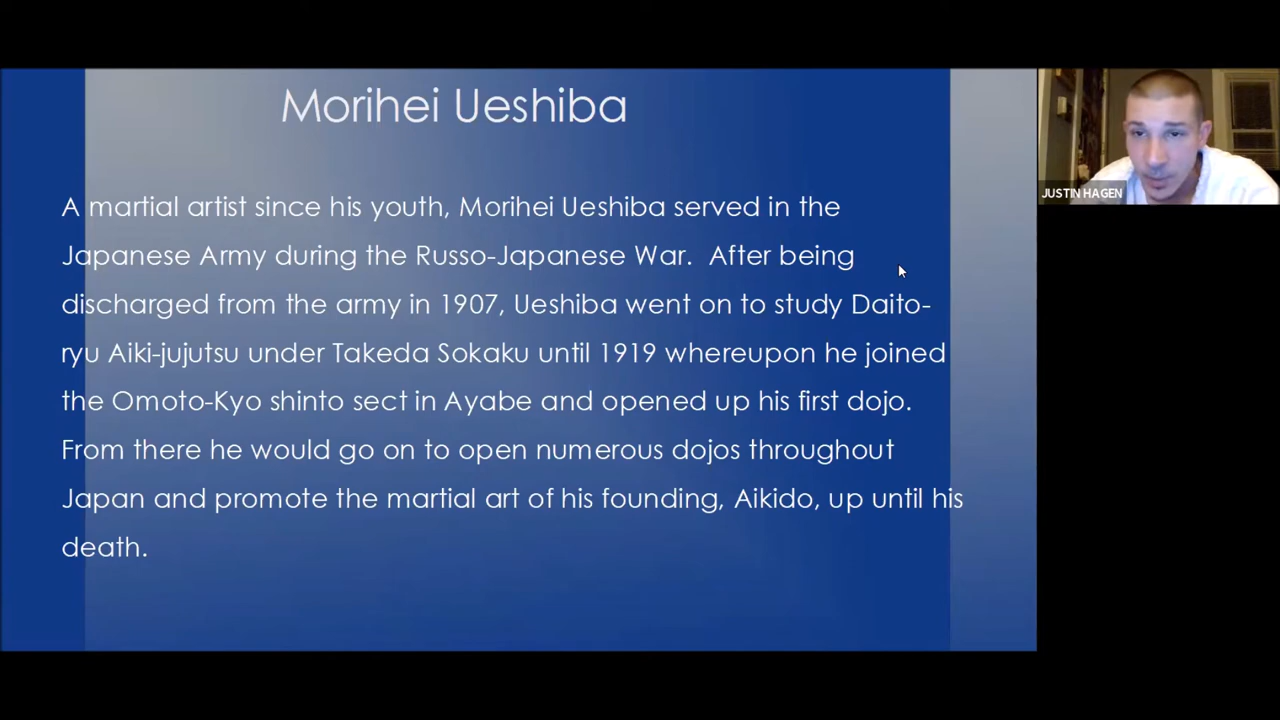 Morihei Ueshiba
A martial artist since his youth, Morihei Ueshiba served in the
Japanese Army during the Russo-Japanese War.  After being
discharged from the army in 1907, Ueshiba went on to study Daito-
ryu Aiki-jujutsu under Takeda Sokaku until 1919 whereupon he joined
the Omoto-Kyo shinto sect in Ayabe and opened up his first dojo.
From there he would go on to open numerous dojos throughout
Japan and promote the martial art of his founding, Aikido, up until his
death.
JUSTIN HAGEN